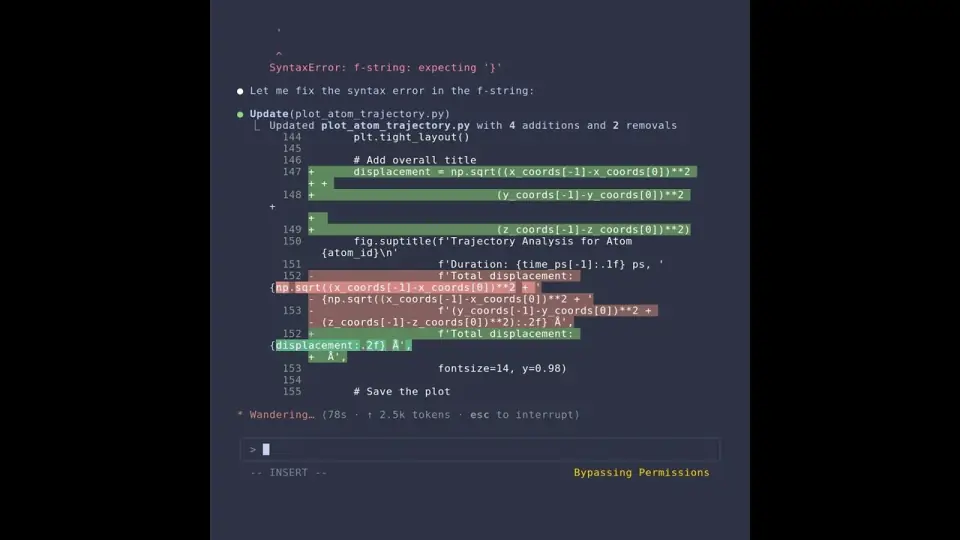 '
^
SyntaxError: f-string: expecting '}'
● Let me fix the syntax error in the f-string:
● Update(plot_atom_trajectory.py)
⎿ Updated plot_atom_trajectory.py with 4 additions and 2 removals
144 plt.tight_layout()
145
146 # Add overall title
147 + displacement = np.sqrt((x_coords[-1]-x_coords[0])**2
+ +
148 + (y_coords[-1]-y_coords[0])**2
+
+
149 + (z_coords[-1]-z_coords[0])**2)
150 fig.suptitle(f'Trajectory Analysis for Atom
{atom_id}\n'
151 f'Duration: {time_ps[-1]:.1f} ps, '
152 - f'Total displacement:
{np.sqrt((x_coords[-1]-x_coords[0])**2 + '
- {np.sqrt((x_coords[-1]-x_coords[0])**2 + '
153 - f'(y_coords[-1]-y_coords[0])**2 +
- (z_coords[-1]-z_coords[0])**2):.2f} Å',
152 + f'Total displacement:
{displacement:.2f} Å',
+ Å',
153 fontsize=14, y=0.98)
154
155 # Save the plot
* Wandering… (78s · ↑ 2.5k tokens · esc to interrupt)
>
-- INSERT -- Bypassing Permissions